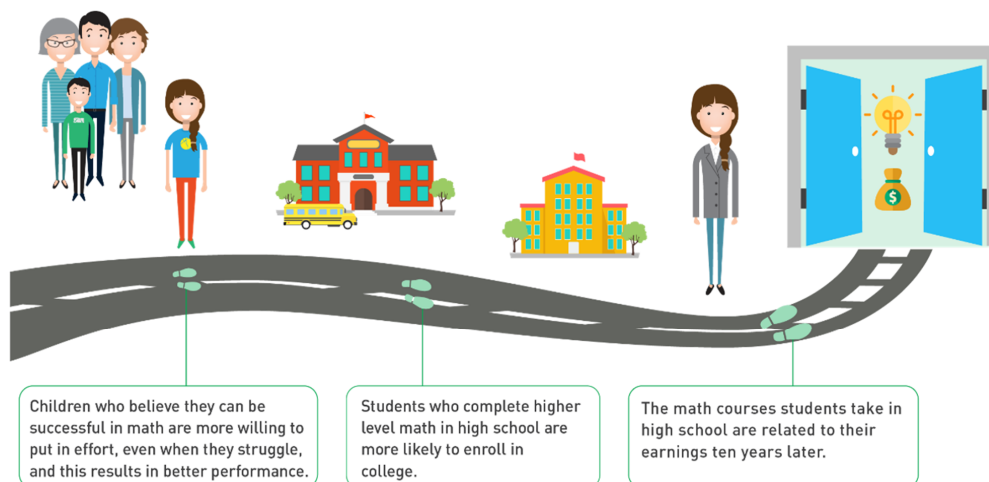 Children who believe they can be
successful in math are more willing to
put in effort, even when they struggle,
and this results in better performance.
Students who complete higher
level math in high school are
more likely to enroll in
college.
The math courses students take in
high school are related to their
earnings ten years later.
$